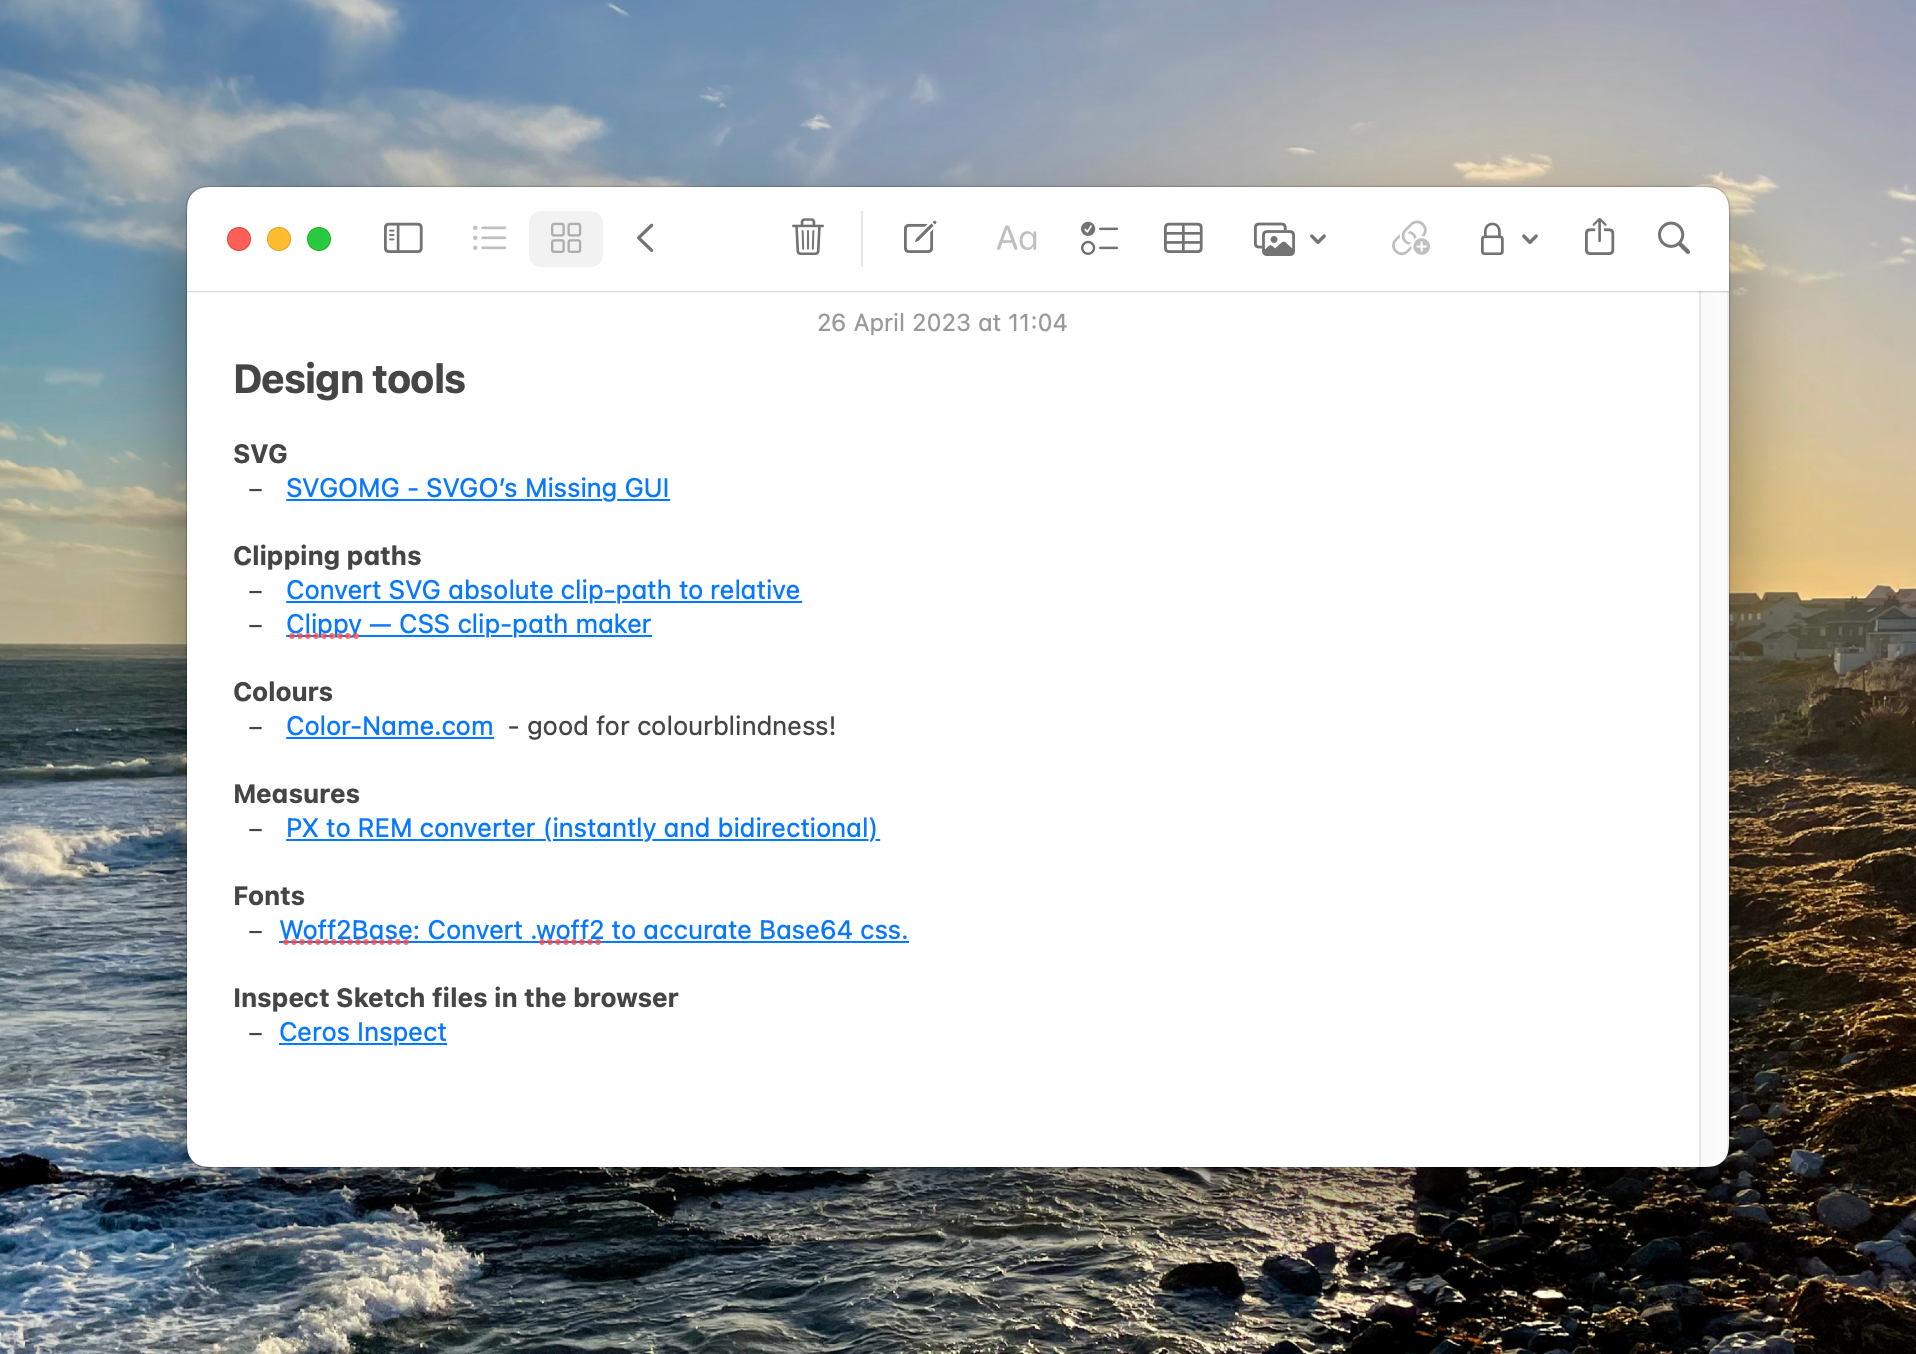 Aa
26 April 2023 at 11:04
Design tools
SVG
– SVGOMG - SVGO’s Missing GUI
Clipping paths
– Convert SVG absolute clip-path to relative
– Clippy — CSS clip-path maker
Colours
– Color-Name.com - good for colourblindness!
Measures
– PX to REM converter (instantly and bidirectional)
Fonts
– Woff2Base: Convert .woff2 to accurate Base64 css.
Inspect Sketch files in the browser
– Ceros Inspect